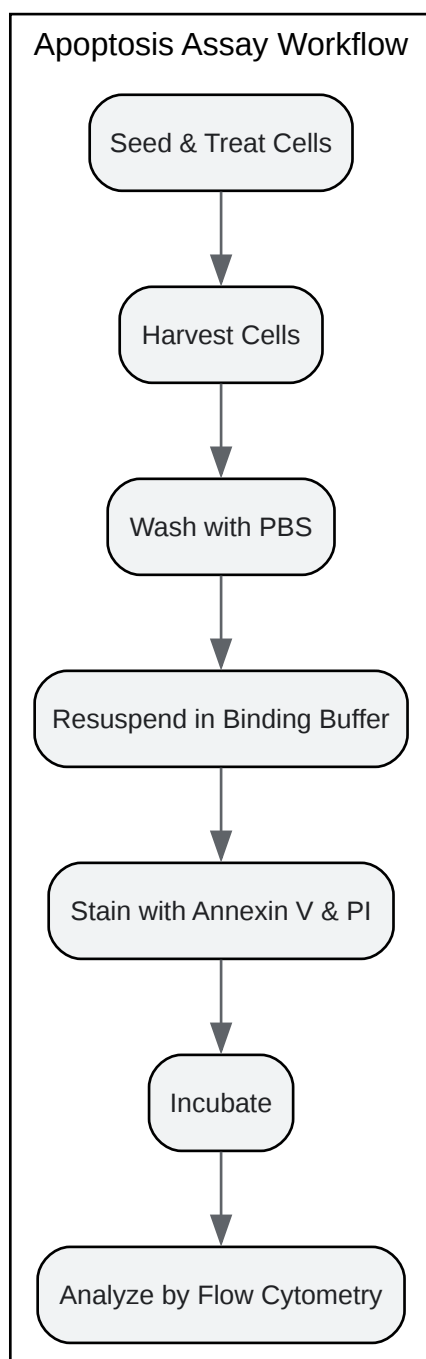 Apoptosis Assay Workflow
Seed & Treat Cells
Harvest Cells
Wash with PBS
Resuspend in Binding Buffer
Stain with Annexin V & PI
Incubate
Analyze by Flow Cytometry